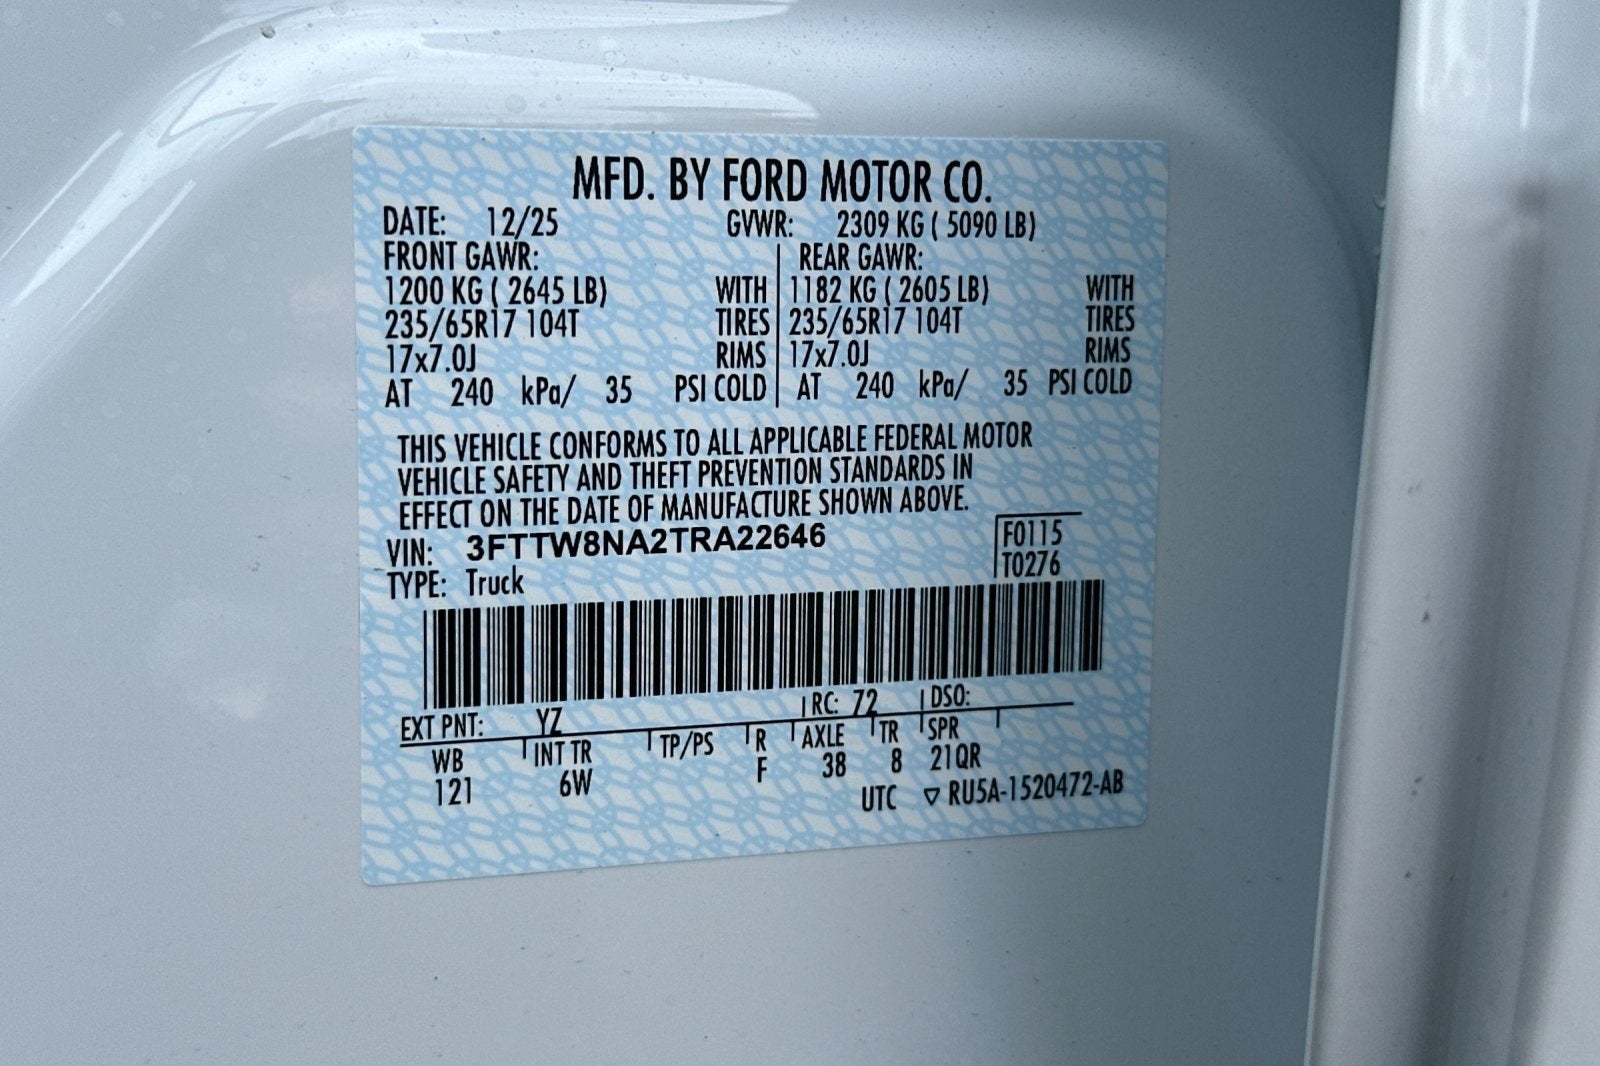 MFD. BY FORD MOTOR CO.
DATE: 12/25 GVWR: 2309 KG ( 5090 LB)
FRONT GAWR: REAR GAWR:
1200 KG ( 2645 LB) WITH 1182 KG ( 2605 LB) WITH
235/65R17 104T TIRES 235/65R17 104T TIRES
17x7.0J RIMS 17x7.0J RIMS
AT 240 kPa/ 35 PSI COLD AT 240 kPa/ 35 PSI COLD
THIS VEHICLE CONFORMS TO ALL APPLICABLE FEDERAL MOTOR
VEHICLE SAFETY AND THEFT PREVENTION STANDARDS IN
EFFECT ON THE DATE OF MANUFACTURE SHOWN ABOVE.
VIN: 3FTTW8NA2TRA22646 F0115
TYPE: Truck T0276
EXT PNT: YZ RC: 72 DSO:
WB INT TR TP/PS R AXLE TR SPR
121 6W F 38 8 21QR
UTC ▽ RU5A-1520472-AB